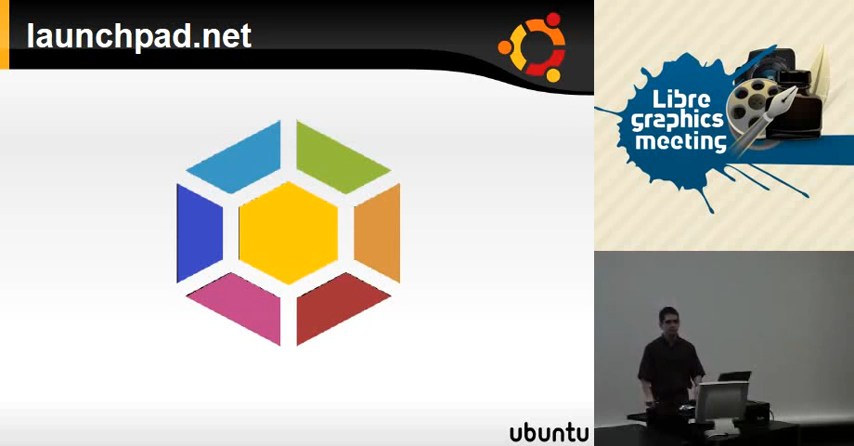 launchpad.net
Libre
graphics
meeting
ubuntu